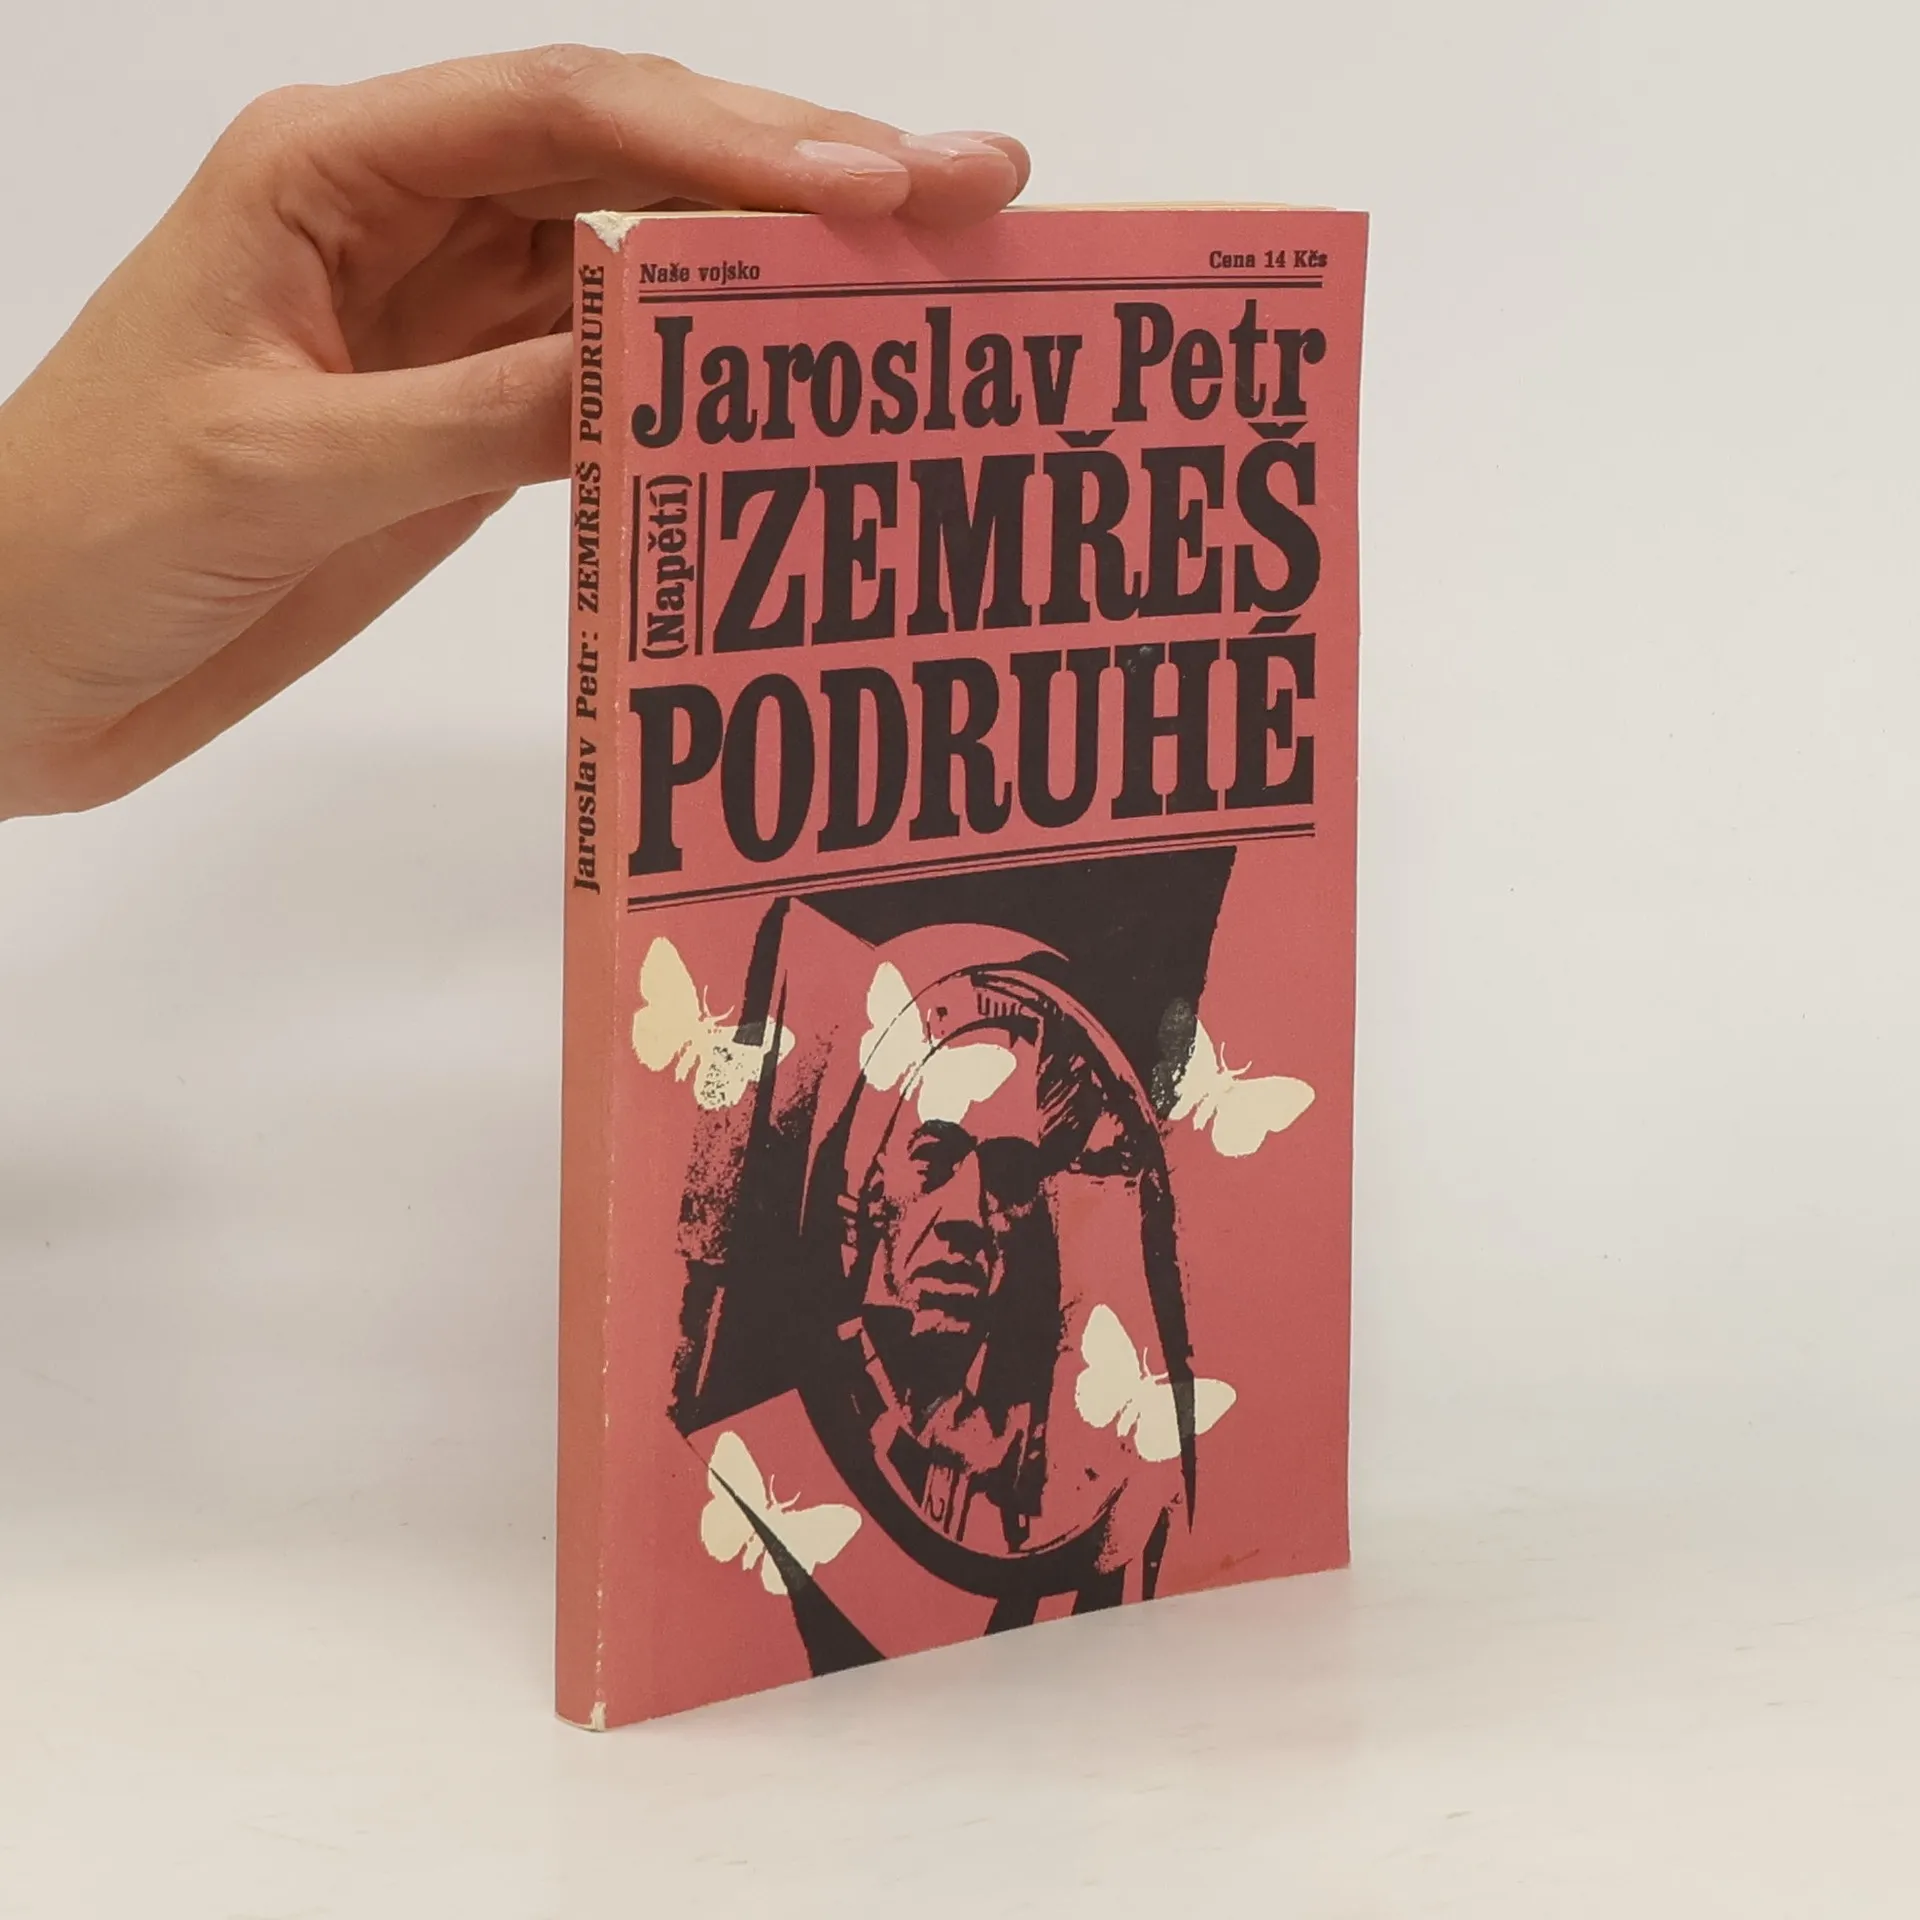 Naše vojsko
Cena 14 Kčs
Jaroslav Petr
(Napětí)
ZEMŘEŠ
PODRUHÉ
Jaroslav Petr: ZEMŘEŠ PODRUHÉ